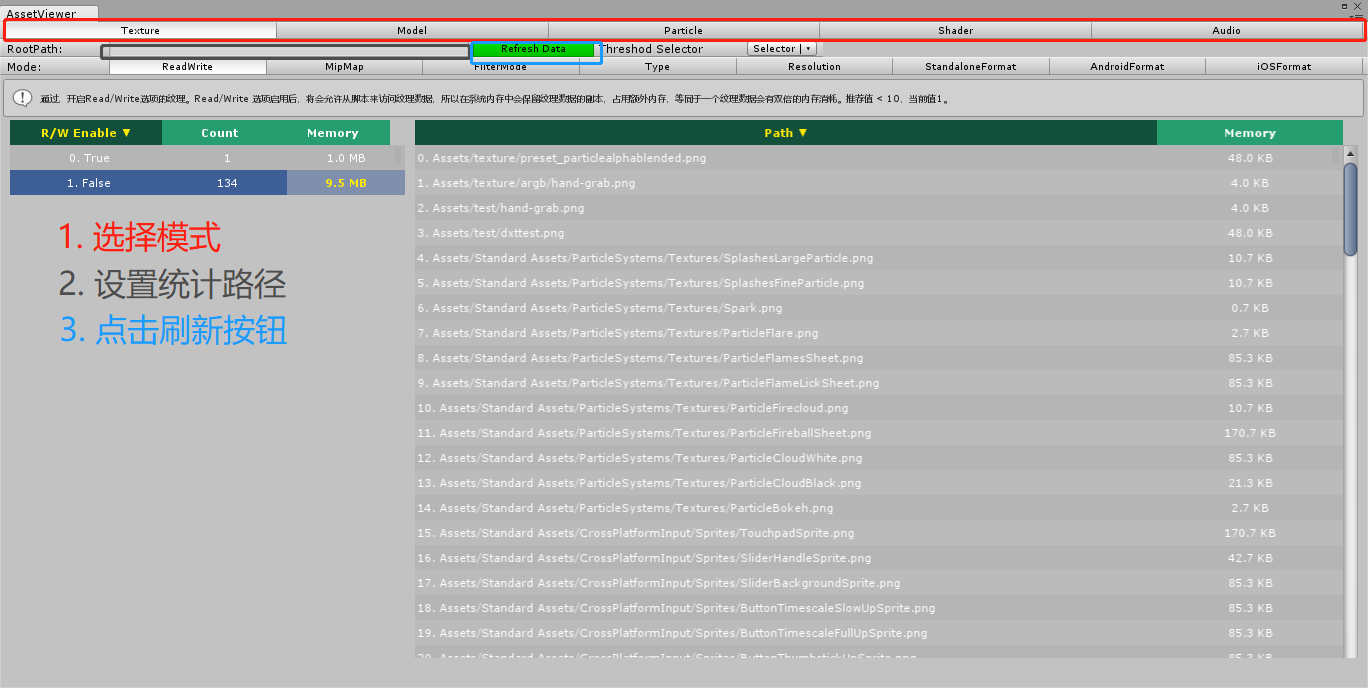 AssetViewer
Texture Model Particle Shader Audio
RootPath: Refresh Data Threshod Selector Selector
Mode: ReadWrite MipMap FilterMode Type Resolution StandaloneFormat AndroidFormat iOSFormat
通过, 开启Read/Write选项的纹理。Read/Write 选项启用后, 将会允许从脚本来访问纹理数据, 所以在系统内存中会保留纹理数据的副本, 占用额外内存, 等同于一个纹理数据会有双倍的内存消耗。推荐值 < 10, 当前值1。
R/W Enable ▼ Count Memory
0. True 1 1.0 MB
1. False 134 9.5 MB
1. 选择模式
2. 设置统计路径
3. 点击刷新按钮
Path ▼ Memory
0. Assets/texture/preset_particlealphablended.png 48.0 KB
1. Assets/texture/argb/hand-grab.png 4.0 KB
2. Assets/test/hand-grab.png 4.0 KB
3. Assets/test/dxttest.png 48.0 KB
4. Assets/Standard Assets/ParticleSystems/Textures/SplashesLargeParticle.png 10.7 KB
5. Assets/Standard Assets/ParticleSystems/Textures/SplashesFineParticle.png 10.7 KB
6. Assets/Standard Assets/ParticleSystems/Textures/Spark.png 0.7 KB
7. Assets/Standard Assets/ParticleSystems/Textures/ParticleFlare.png 2.7 KB
8. Assets/Standard Assets/ParticleSystems/Textures/ParticleFlamesSheet.png 85.3 KB
9. Assets/Standard Assets/ParticleSystems/Textures/ParticleFlameLickSheet.png 85.3 KB
10. Assets/Standard Assets/ParticleSystems/Textures/ParticleFirecloud.png 10.7 KB
11. Assets/Standard Assets/ParticleSystems/Textures/ParticleFireballSheet.png 170.7 KB
12. Assets/Standard Assets/ParticleSystems/Textures/ParticleCloudWhite.png 85.3 KB
13. Assets/Standard Assets/ParticleSystems/Textures/ParticleCloudBlack.png 21.3 KB
14. Assets/Standard Assets/ParticleSystems/Textures/ParticleBokeh.png 2.7 KB
15. Assets/Standard Assets/CrossPlatformInput/Sprites/TouchpadSprite.png 170.7 KB
16. Assets/Standard Assets/CrossPlatformInput/Sprites/SliderHandleSprite.png 42.7 KB
17. Assets/Standard Assets/CrossPlatformInput/Sprites/SliderBackgroundSprite.png 85.3 KB
18. Assets/Standard Assets/CrossPlatformInput/Sprites/ButtonTimescaleSlowUpSprite.png 85.3 KB
19. Assets/Standard Assets/CrossPlatformInput/Sprites/ButtonTimescaleFullUpSprite.png 85.3 KB
20. Assets/Standard Assets/CrossPlatformInput/Sprites/ButtonThumbstickUpSprite.png 85.3 KB